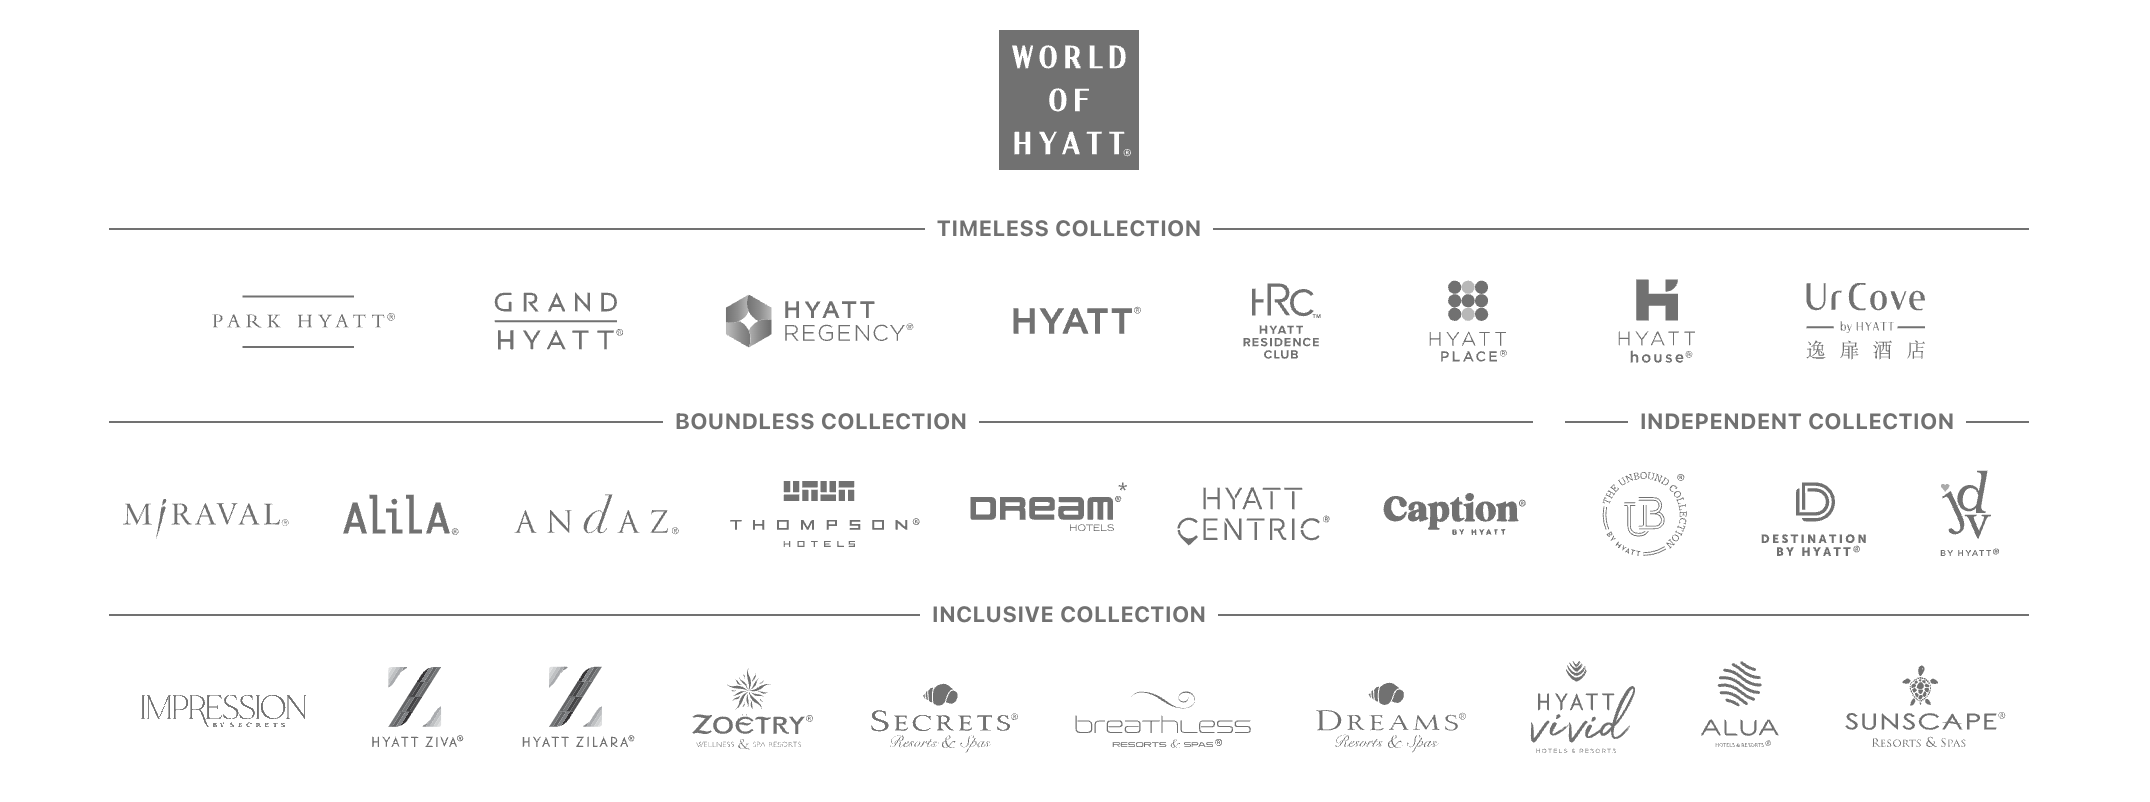 WORLD
OF
HYATT®
TIMELESS COLLECTION
PARK HYATT®
GRAND
HYATT®
HYATT
REGENCY®
HYATT®
HRC™
HYATT
RESIDENCE
CLUB
HYATT
PLACE®
H
HYATT
house®
UrCove
by HYATT
逸扉酒店
BOUNDLESS COLLECTION
MiRAVAL®
AlilA®
ANdAZ®
THOMPSON®
HOTELS
DReam®*
HOTELS
HYATT
CENTRIC®
Caption®
BY HYATT
INDEPENDENT COLLECTION
THE UNBOUND COLLECTION®
UB
BY HYATT
D
DESTINATION
BY HYATT®
jdv
BY HYATT®
INCLUSIVE COLLECTION
IMPRESSION
BY SECRETS
Z
HYATT ZIVA®
Z
HYATT ZILARA®
ZOËTRY®
WELLNESS & SPA RESORTS
SECRETS®
Resorts & Spas
breathless
RESORTS & SPAS®
DREAMS®
Resorts & Spas
HYATT
vivid
HOTELS & RESORTS
ALUA
HOTELS & RESORTS®
SUNSCAPE®
RESORTS & SPAS